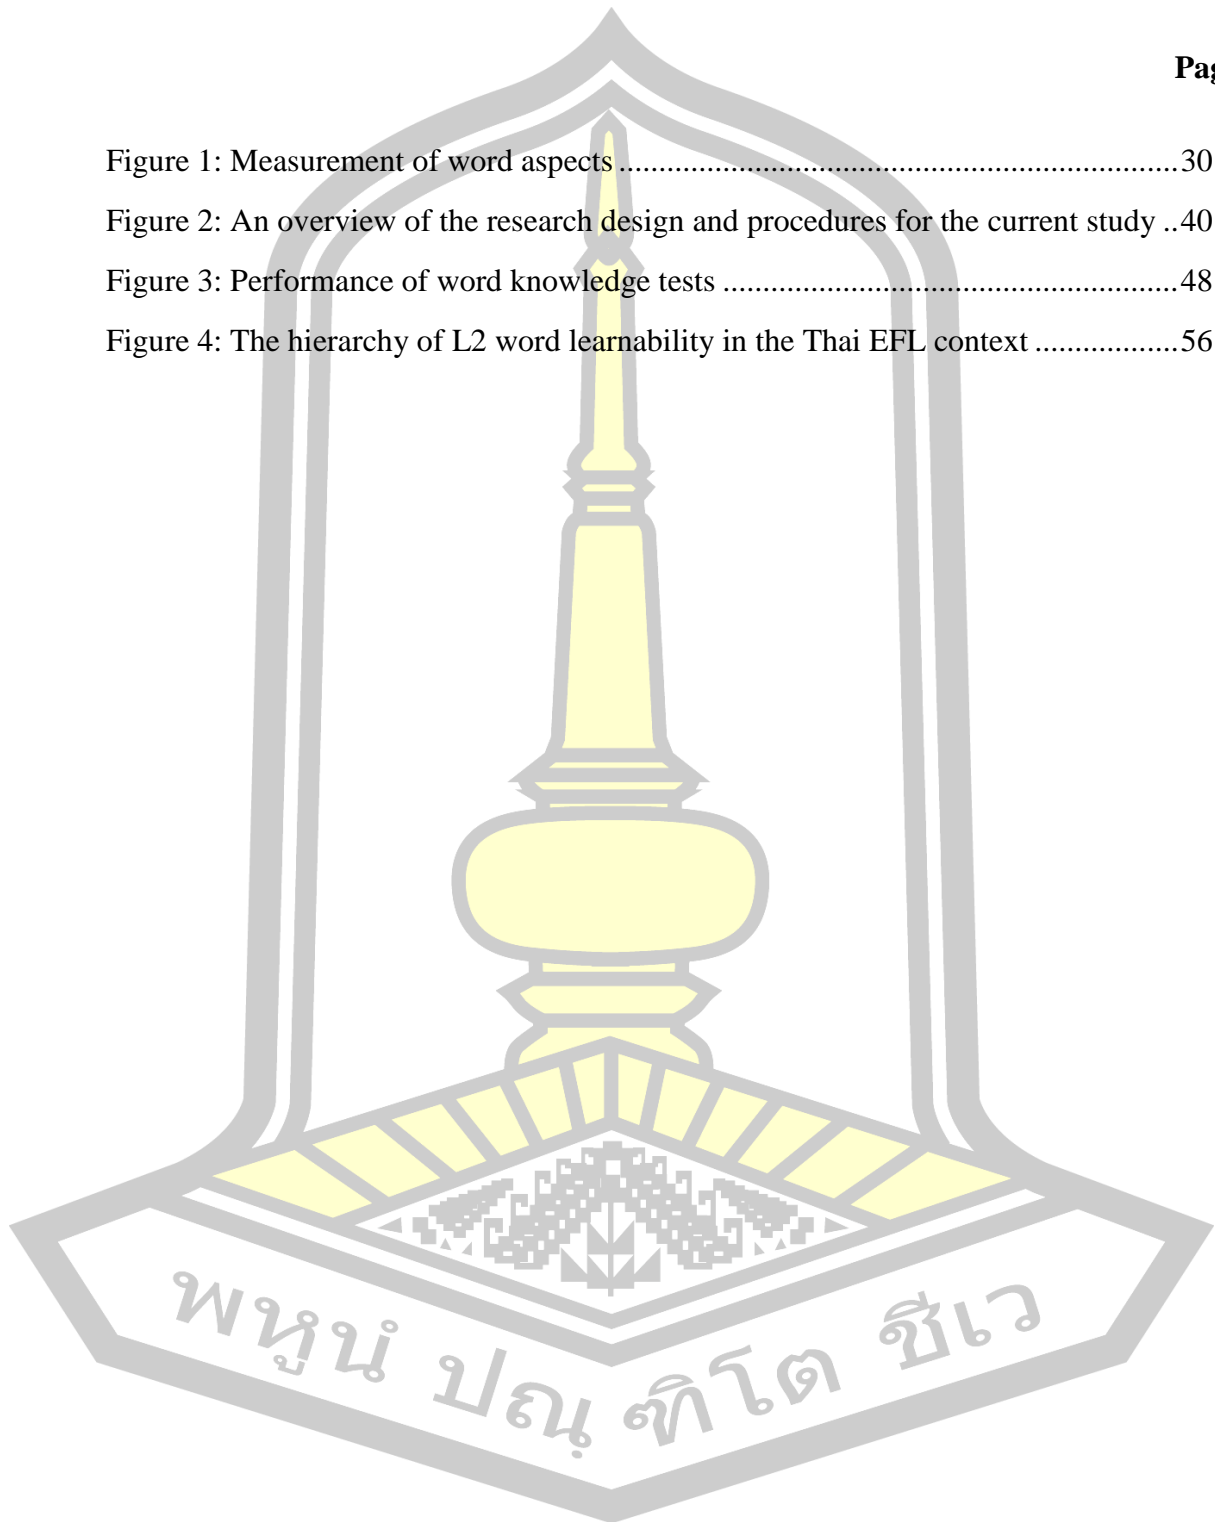 Pag
Figure 1: Measurement of word aspects ..................................................................... 30
Figure 2: An overview of the research design and procedures for the current study .. 40
Figure 3: Performance of word knowledge tests ........................................................ 48
Figure 4: The hierarchy of L2 word learnability in the Thai EFL context .................. 56
พหูนํ ปณฺ ฑิโต ชีเว